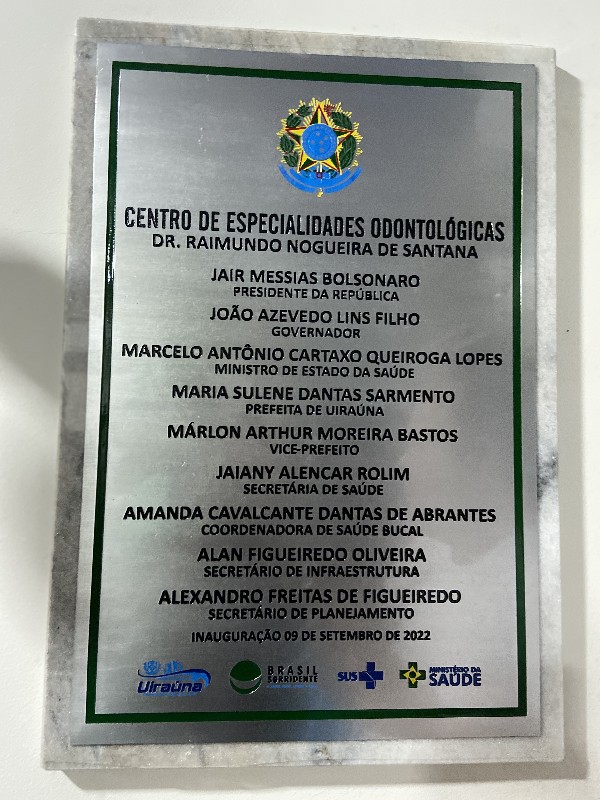 CENTRO DE ESPECIALIDADES ODONTOLÓGICAS
DR. RAIMUNDO NOGUEIRA DE SANTANA
JAIR MESSIAS BOLSONARO
PRESIDENTE DA REPÚBLICA
JOÃO AZEVEDO LINS FILHO
GOVERNADOR
MARCELO ANTÔNIO CARTAXO QUEIROGA LOPES
MINISTRO DE ESTADO DA SAÚDE
MARIA SULENE DANTAS SARMENTO
PREFEITA DE UIRAÚNA
MÁRLON ARTHUR MOREIRA BASTOS
VICE-PREFEITO
JAIANY ALENCAR ROLIM
SECRETÁRIA DE SAÚDE
AMANDA CAVALCANTE DANTAS DE ABRANTES
COORDENADORA DE SAÚDE BUCAL
ALAN FIGUEIREDO OLIVEIRA
SECRETÁRIO DE INFRAESTRUTURA
ALEXANDRO FREITAS DE FIGUEIREDO
SECRETÁRIO DE PLANEJAMENTO
INAUGURAÇÃO 09 DE SETEMBRO DE 2022
Uiraúna
BRASIL
SORRIDENTE
SUS
MINISTÉRIO DA
SAÚDE